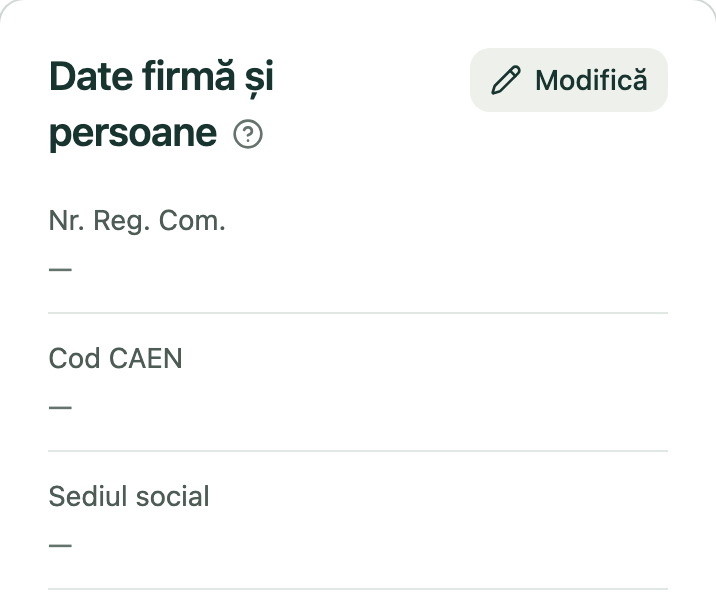 Date firmă și
persoane
Modifică
Nr. Reg. Com.
—
Cod CAEN
—
Sediul social
—